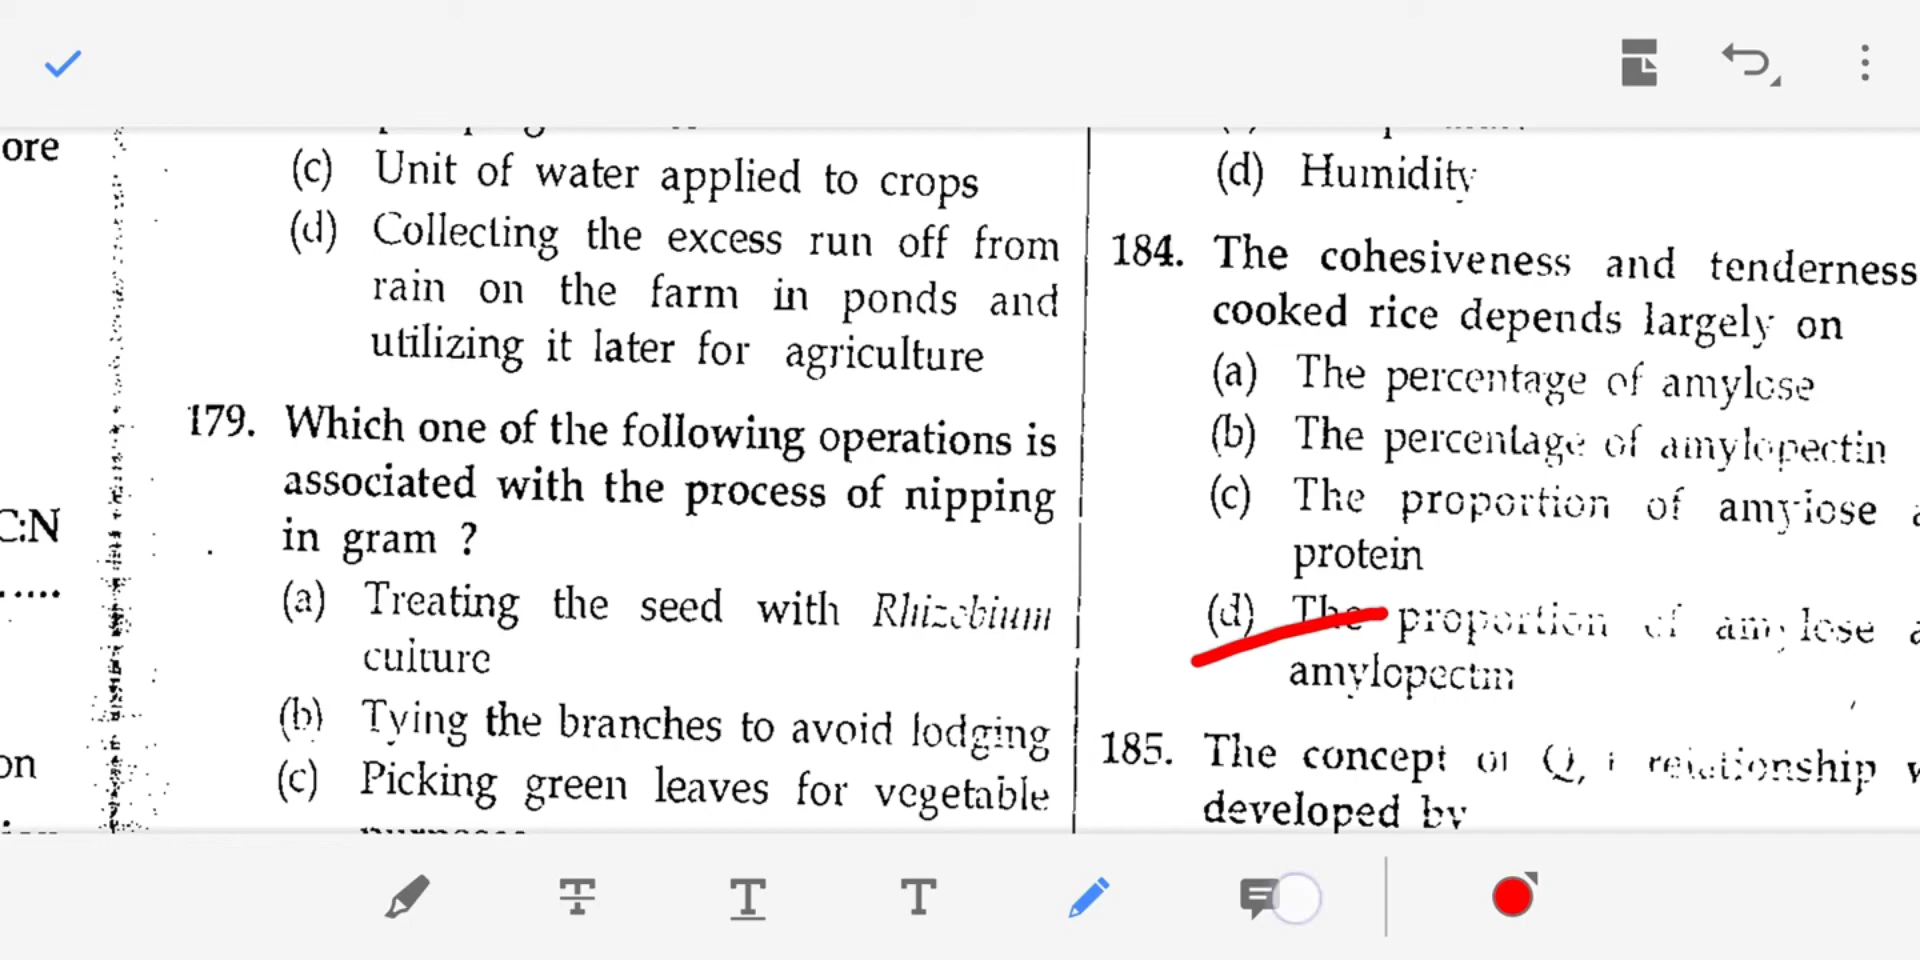 ore
C:N
.....
on
(c) Unit of water applied to crops
(d) Collecting the excess run off from
rain on the farm in ponds and
utilizing it later for agriculture
179. Which one of the following operations is
associated with the process of nipping
in gram ?
(a) Treating the seed with Rhizobium
culture
(b) Tying the branches to avoid lodging
(c) Picking green leaves for vegetable
(d) Humidity
184. The cohesiveness and tenderness
cooked rice depends largely on
(a) The percentage of amylose
(b) The percentage of amylopectin
(c) The proportion of amylose a
protein
(d) The proportion of amylose a
amylopectin
185. The concept of Q, relationship w
developed by